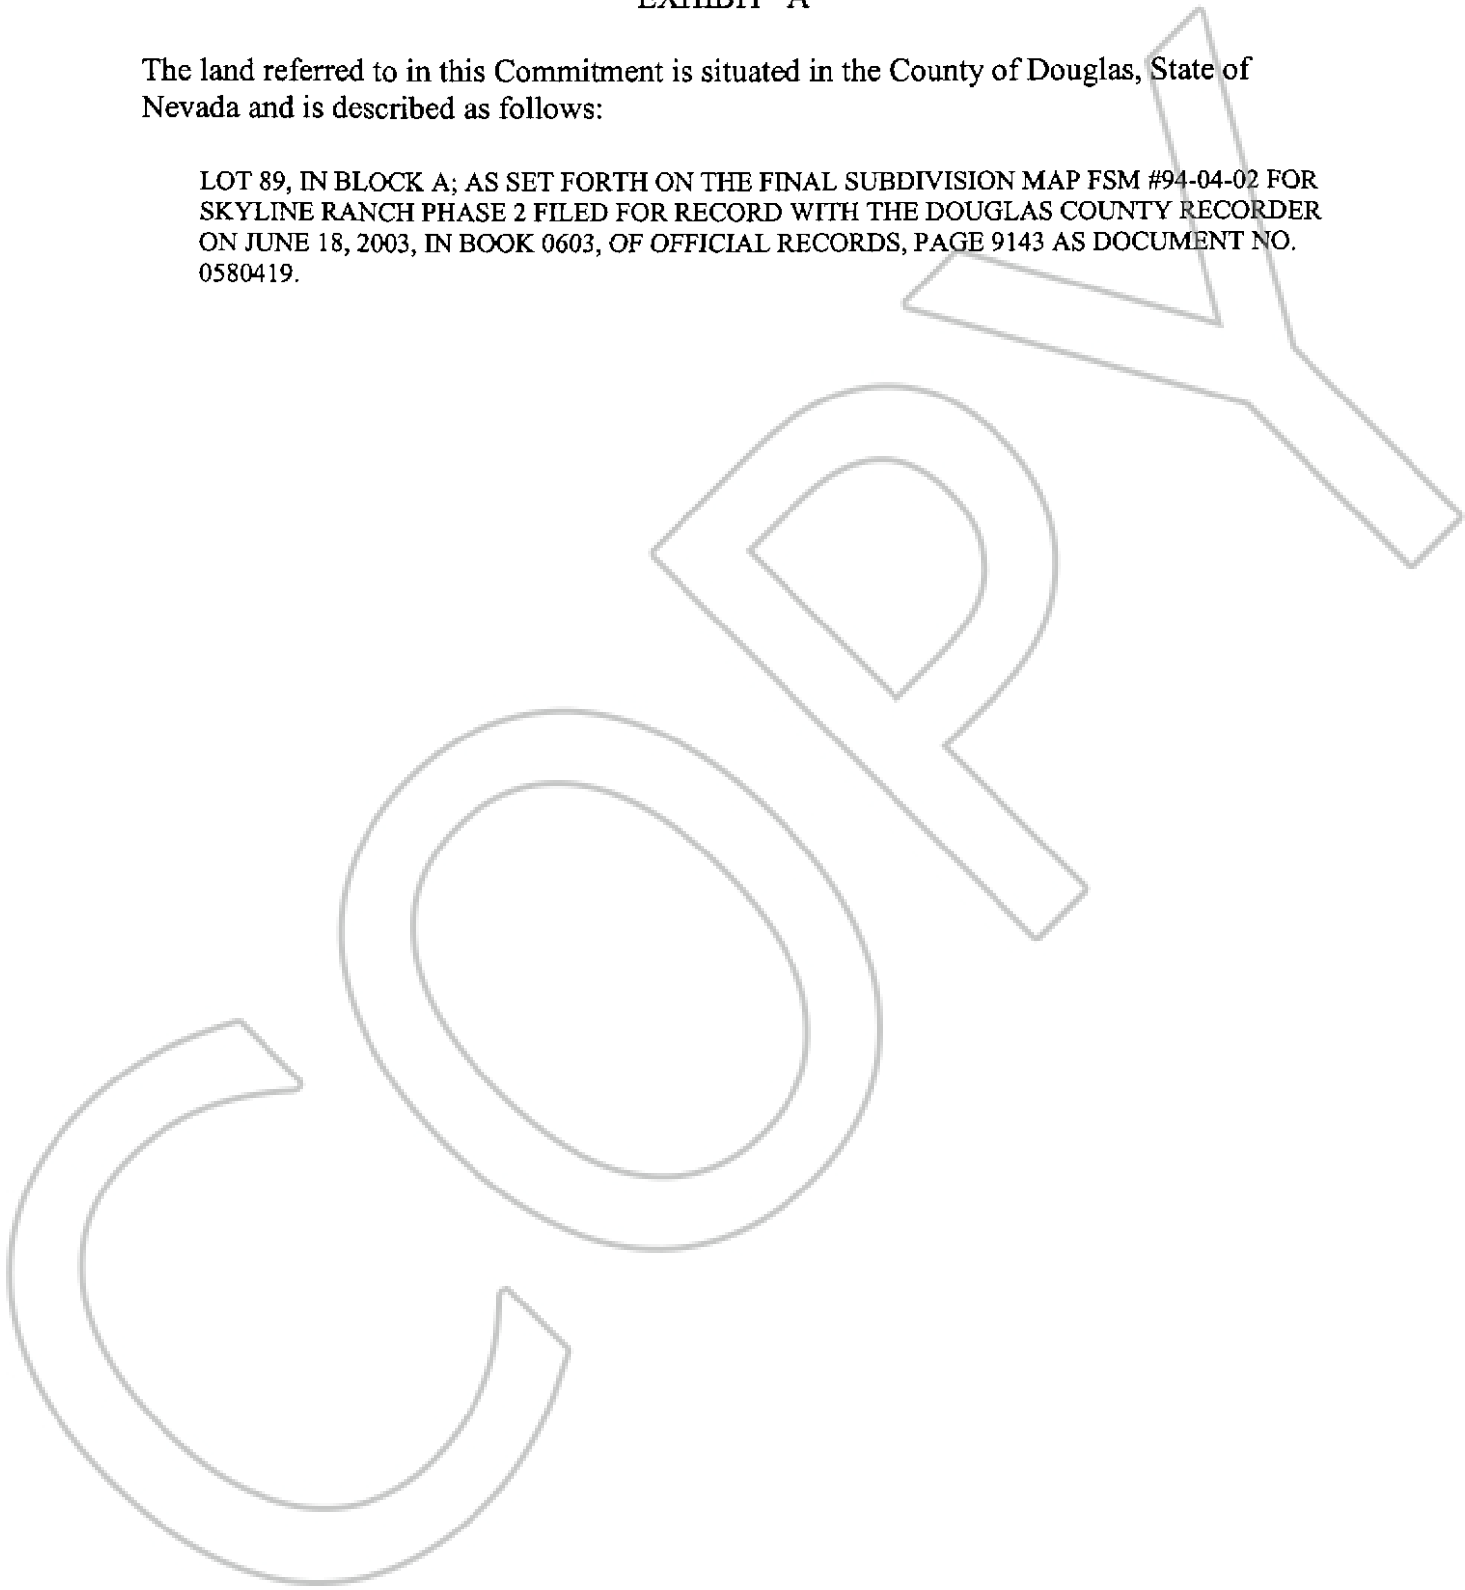 EXHIBIT "A"
The land referred to in this Commitment is situated in the County of Douglas, State of
Nevada and is described as follows:
LOT 89, IN BLOCK A; AS SET FORTH ON THE FINAL SUBDIVISION MAP FSM #94-04-02 FOR
SKYLINE RANCH PHASE 2 FILED FOR RECORD WITH THE DOUGLAS COUNTY RECORDER
ON JUNE 18, 2003, IN BOOK 0603, OF OFFICIAL RECORDS, PAGE 9143 AS DOCUMENT NO.
0580419.
COPY